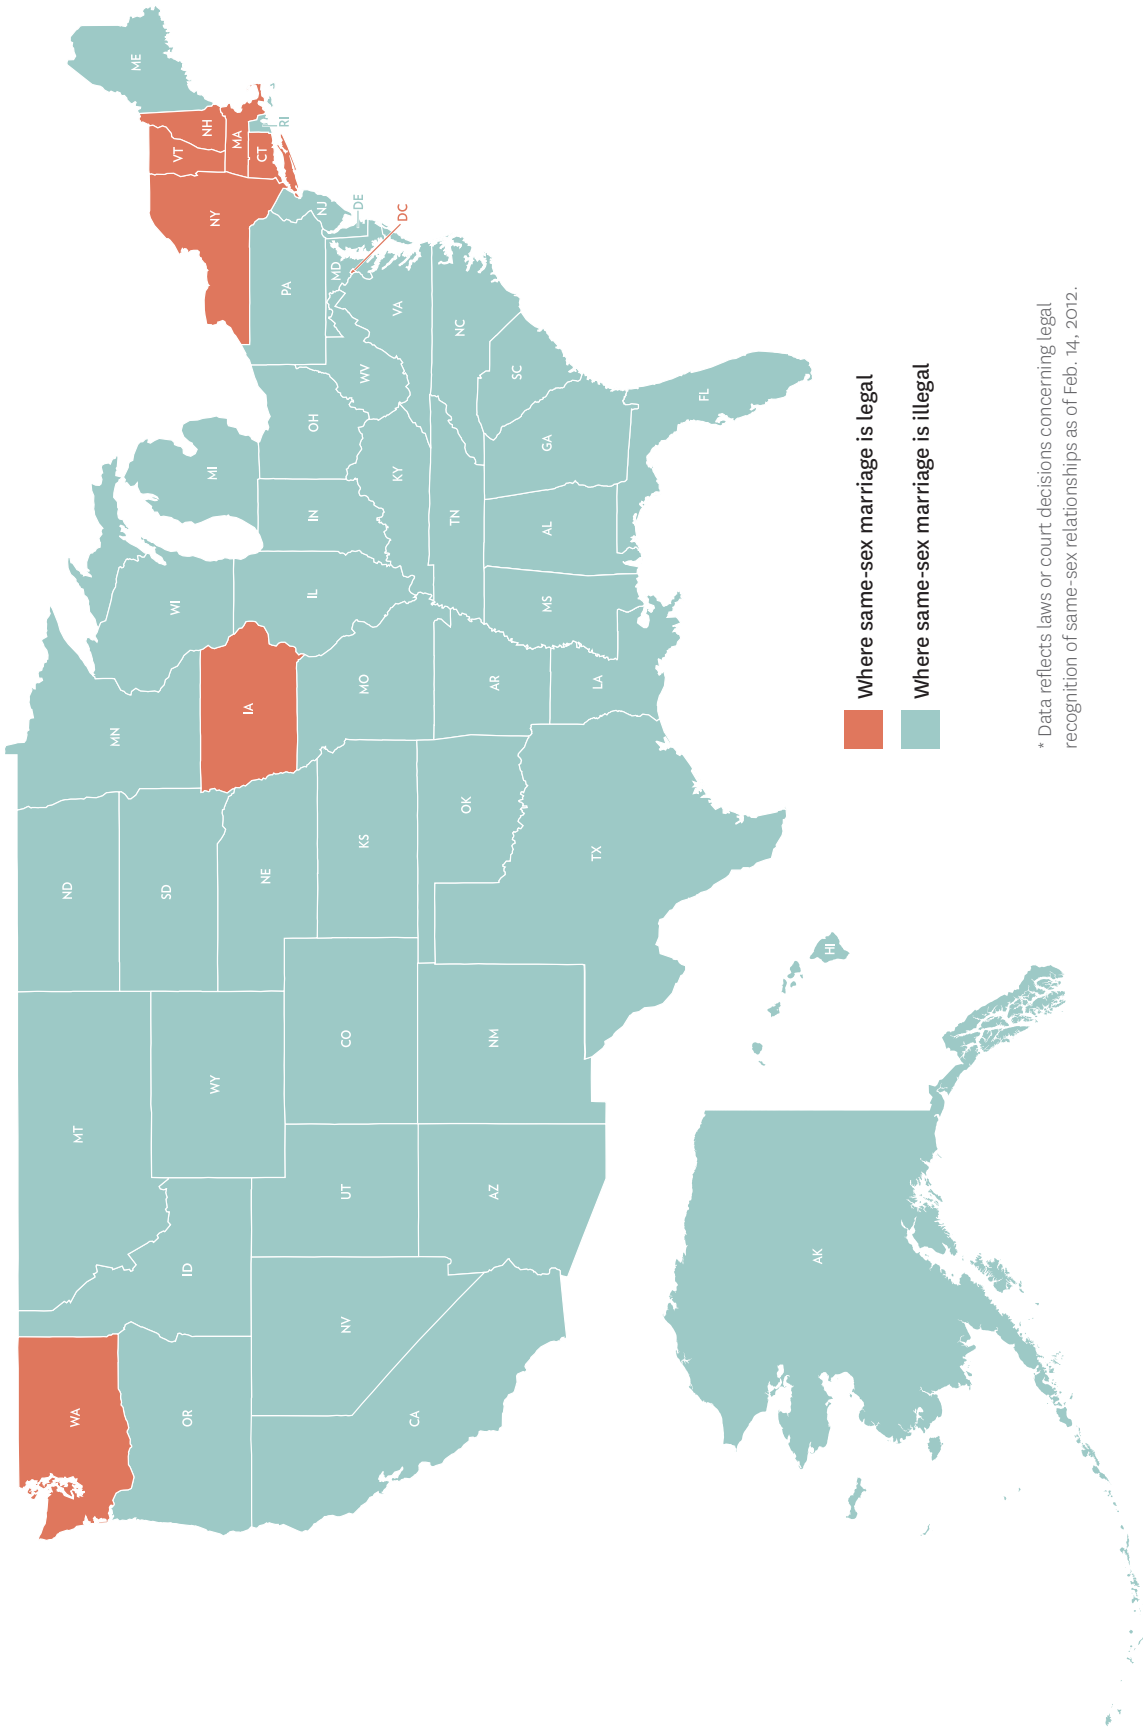 WA
OR
CA
NV
ID
MT
WY
UT
AZ
CO
NM
ND
SD
NE
KS
OK
TX
MN
IA
MO
AR
LA
WI
IL
MS
MI
IN
KY
TN
AL
OH
WV
GA
FL
SC
NC
VA
PA
MD
DC
DE
NJ
NY
VT
NH
MA
CT
RI
ME
AK
HI
Where same-sex marriage is legal
Where same-sex marriage is illegal
* Data reflects laws or court decisions concerning legal
recognition of same-sex relationships as of Feb. 14, 2012.